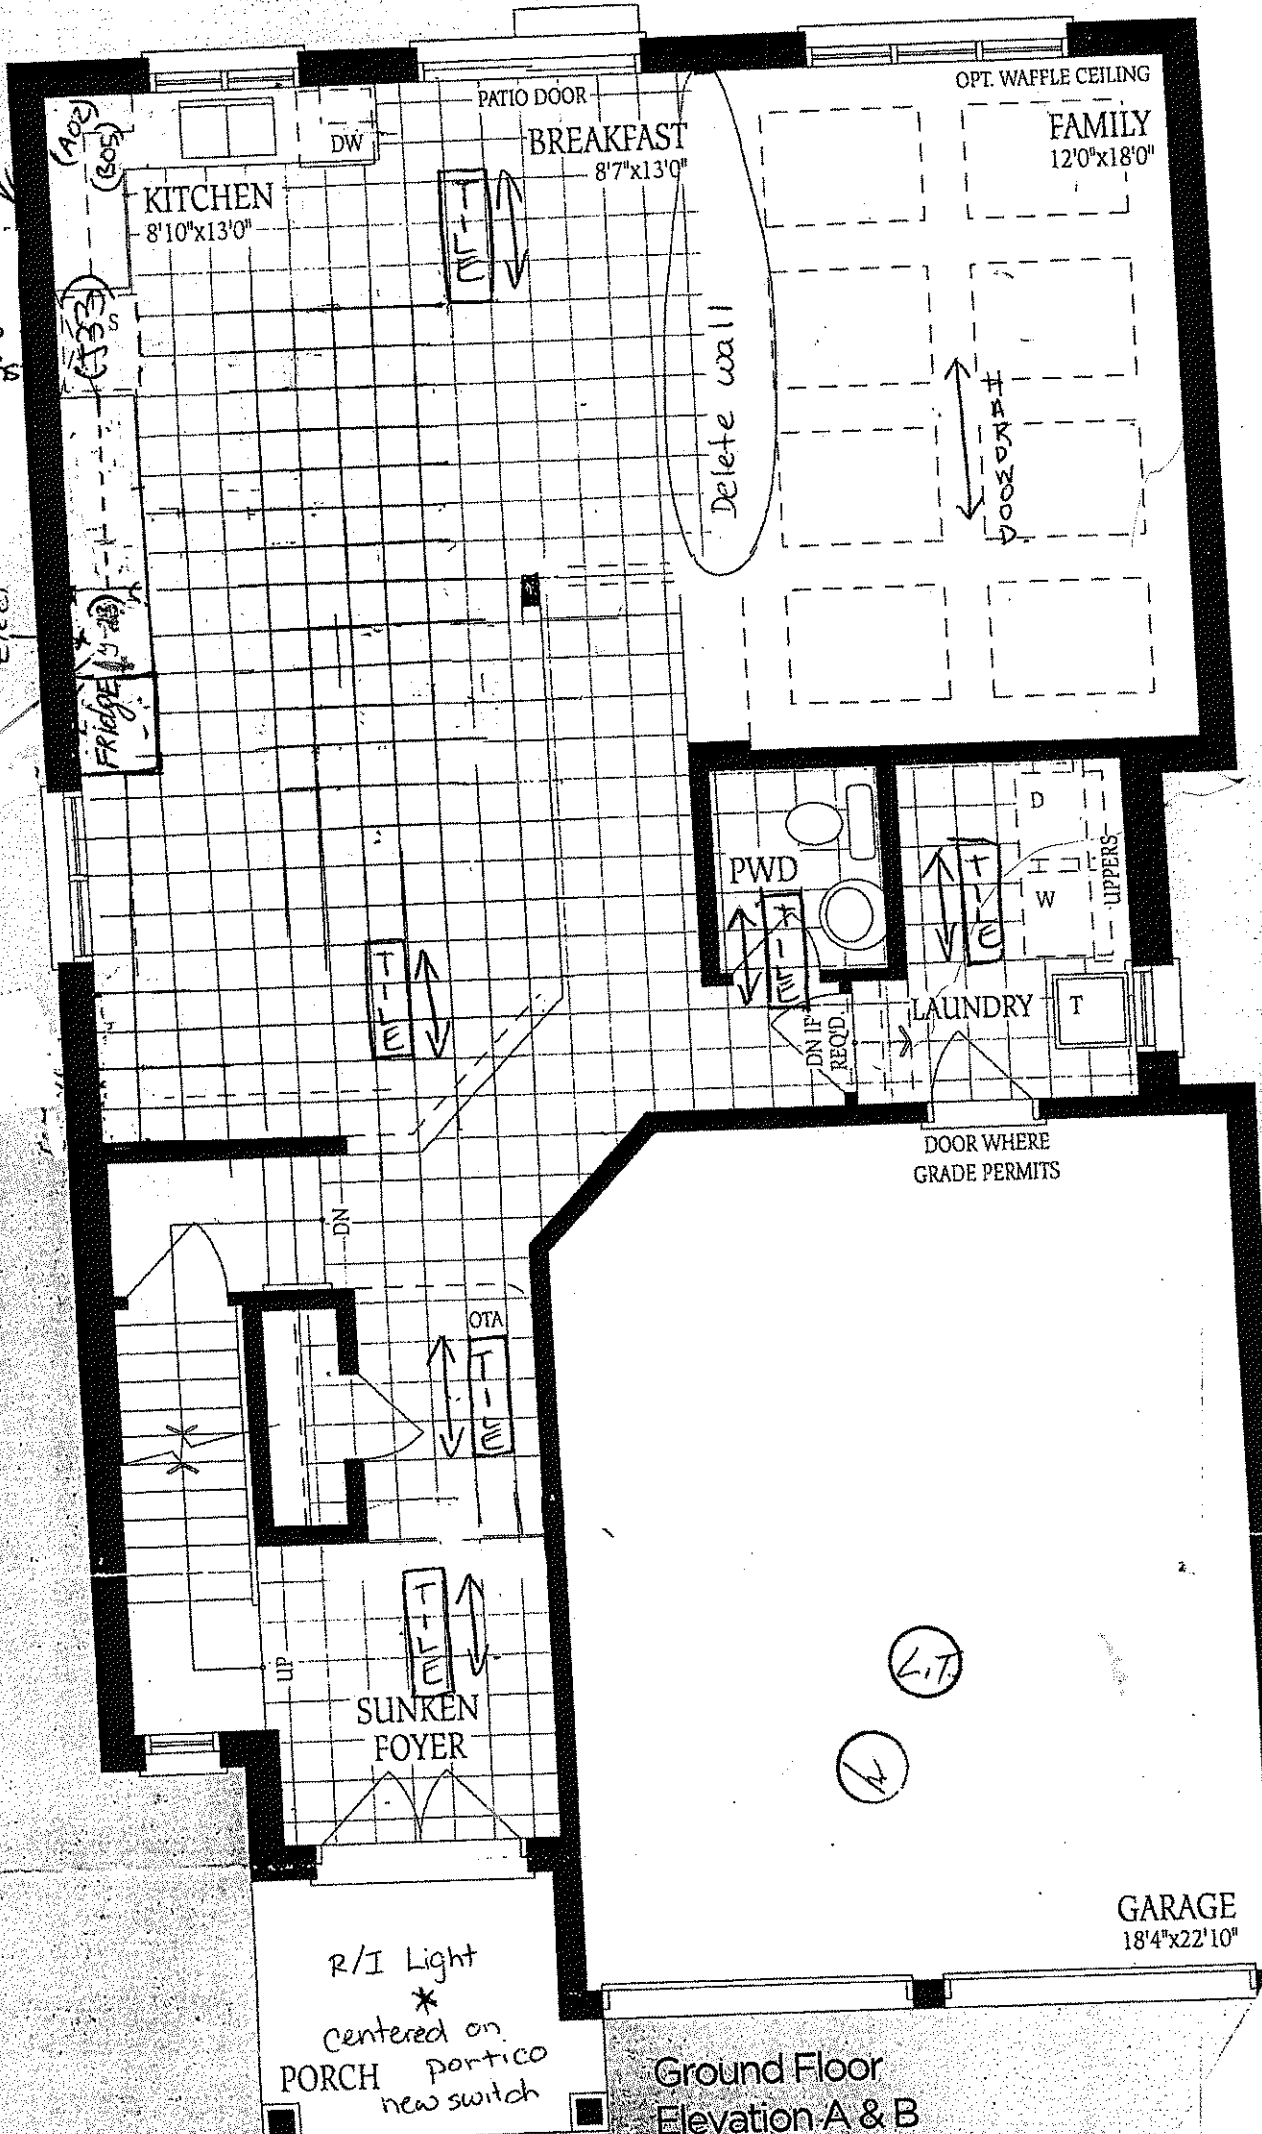 OPT. WAFFLE CEILING
PATIO DOOR
FAMILY
12'0"x18'0"
BREAKFAST
8'7"x13'0"
DW
(A02)
(B05)
KITCHEN
8'10"x13'0"
TILE
S
(A33)
Delete wall
HARDWOOD
FRidgE
D
W
UPPERS
PWD
TILE
TILE
TILE
LAUNDRY
T
DN IF
REQ'D.
DOOR WHERE
GRADE PERMITS
DN
OTA
TILE
TILE
UP
SUNKEN
FOYER
L.T.
GARAGE
18'4"x22'10"
R/I Light
*
centered on
portico
new switch
PORCH
Ground Floor
Elevation A & B